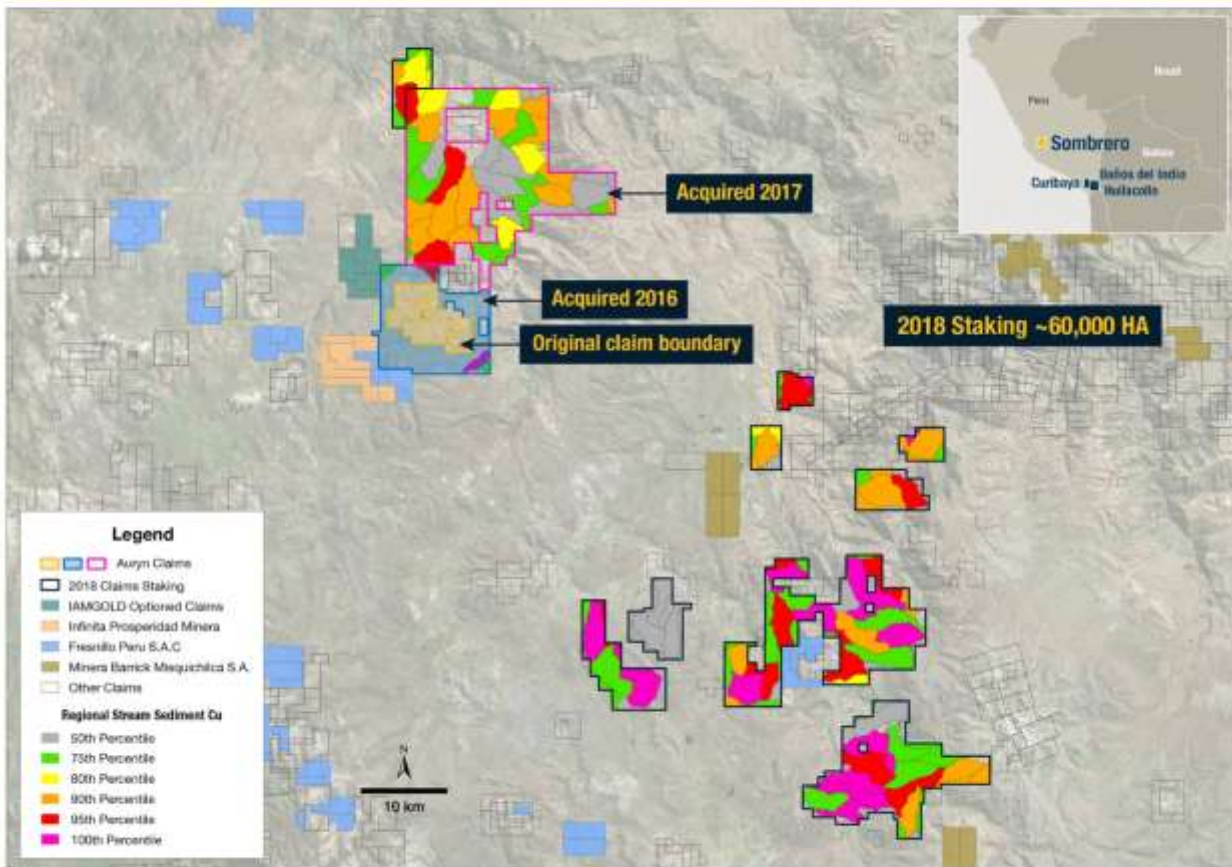 Brazil
Peru
Sombrero
Bolivia
Baños del Indio
Curibaya
Huilacollo
Acquired 2017
Acquired 2016
2018 Staking ~60,000 HA
Original claim boundary
Legend
Auryn Claims
2018 Claims Staking
IAMGOLD Optioned Claims
Infinita Prosperidad Minera
Fresnillo Peru S.A.C
Minera Barrick Misquichilca S.A.
Other Claims
Regional Stream Sediment Cu
50th Percentile
75th Percentile
80th Percentile
90th Percentile
95th Percentile
100th Percentile
N
10 km